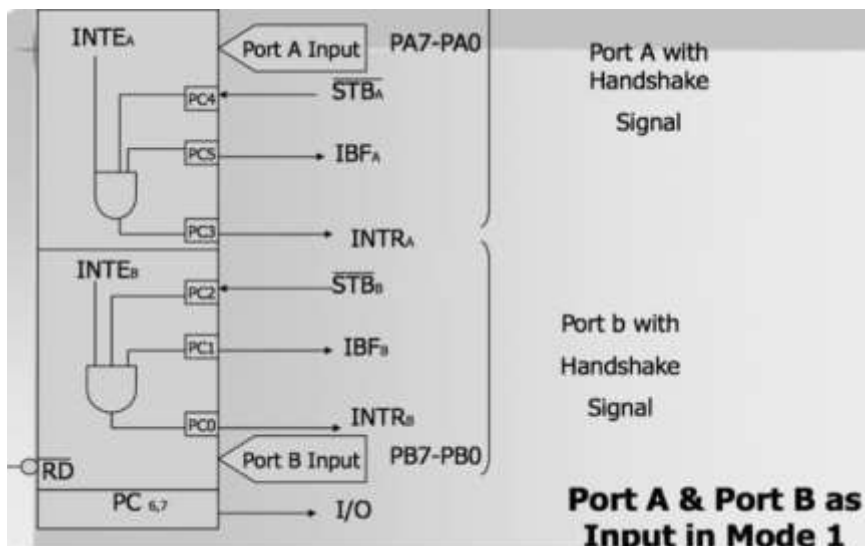 INTEA
Port A Input
PA7-PA0
Port A with
Handshake
Signal
PC4
STBA
PC5
IBFA
PC3
INTRA
INTEB
PC2
STBB
PC1
IBFB
Port b with
Handshake
Signal
PC0
INTRB
Port B Input
PB7-PB0
RD
PC 6,7
I/O
Port A & Port B as
Input in Mode 1